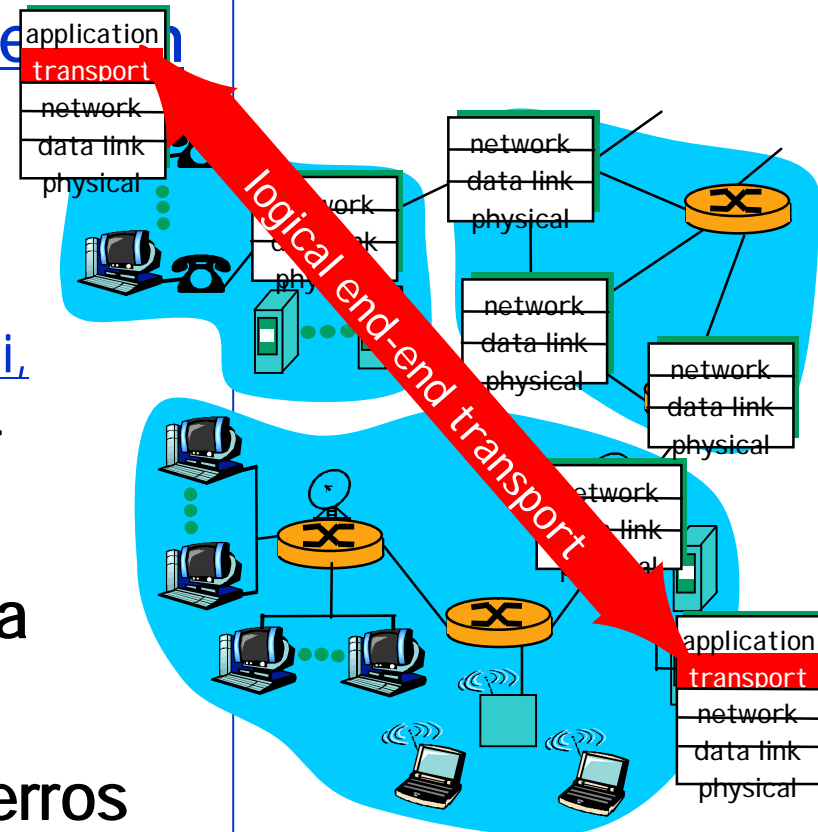 application
transport
network
data link
physical
network
data link
physical
network
data link
physical
network
data link
physical
logical end-end transport
i,
a
application
transport
network
data link
physical
erros